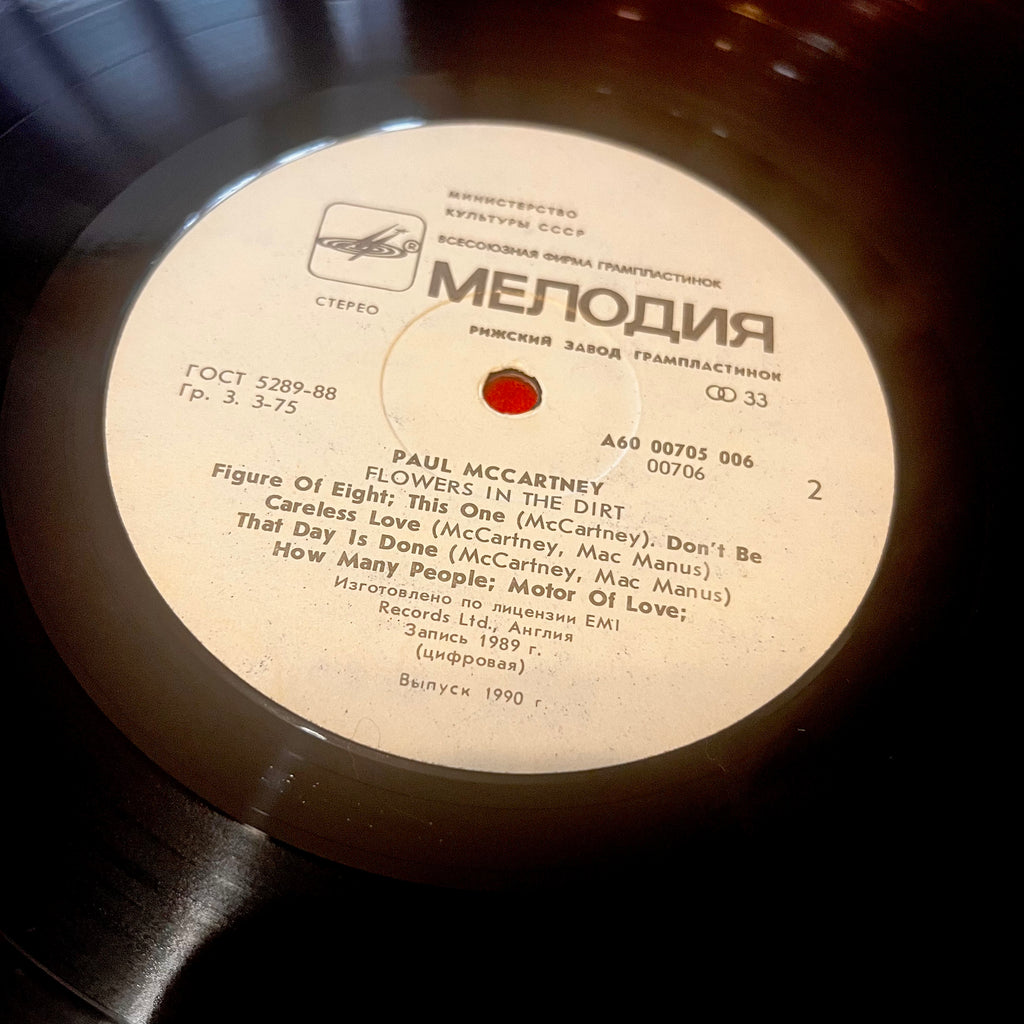 МИНИСТЕРСТВО
КУЛЬТУРЫ СССР
ВСЕСОЮЗНАЯ ФИРМА ГРАМПЛАСТИНОК
®
МЕЛОДИЯ
СТЕРЕО
РИЖСКИЙ ЗАВОД ГРАМПЛАСТИНОК
33
ГОСТ 5289-88
Гр. 3. 3-75
А60 00705 006
00706
2
PAUL MCCARTNEY
FLOWERS IN THE DIRT
Figure Of Eight; This One (McCartney). Don't Be
Careless Love (McCartney, Mac Manus)
That Day Is Done (McCartney, Mac Manus)
How Many People; Motor Of Love;
Изготовлено по лицензии EMI
Records Ltd., Англия
Запись 1989 г.
(цифровая)
Выпуск 1990 г.